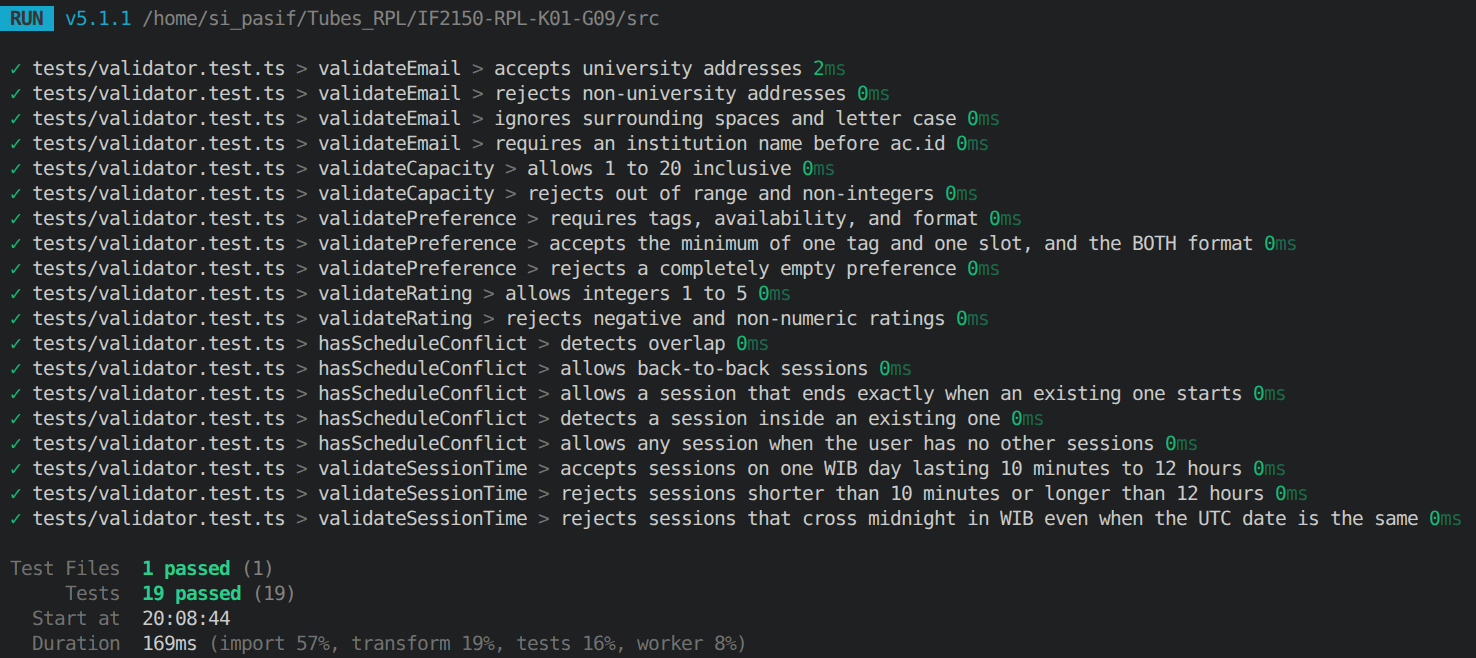 RUN v5.1.1 /home/si_pasif/Tubes_RPL/IF2150-RPL-K01-G09/src
✓ tests/validator.test.ts > validateEmail > accepts university addresses 2ms
✓ tests/validator.test.ts > validateEmail > rejects non-university addresses 0ms
✓ tests/validator.test.ts > validateEmail > ignores surrounding spaces and letter case 0ms
✓ tests/validator.test.ts > validateEmail > requires an institution name before ac.id 0ms
✓ tests/validator.test.ts > validateCapacity > allows 1 to 20 inclusive 0ms
✓ tests/validator.test.ts > validateCapacity > rejects out of range and non-integers 0ms
✓ tests/validator.test.ts > validatePreference > requires tags, availability, and format 0ms
✓ tests/validator.test.ts > validatePreference > accepts the minimum of one tag and one slot, and the BOTH format 0ms
✓ tests/validator.test.ts > validatePreference > rejects a completely empty preference 0ms
✓ tests/validator.test.ts > validateRating > allows integers 1 to 5 0ms
✓ tests/validator.test.ts > validateRating > rejects negative and non-numeric ratings 0ms
✓ tests/validator.test.ts > hasScheduleConflict > detects overlap 0ms
✓ tests/validator.test.ts > hasScheduleConflict > allows back-to-back sessions 0ms
✓ tests/validator.test.ts > hasScheduleConflict > allows a session that ends exactly when an existing one starts 0ms
✓ tests/validator.test.ts > hasScheduleConflict > detects a session inside an existing one 0ms
✓ tests/validator.test.ts > hasScheduleConflict > allows any session when the user has no other sessions 0ms
✓ tests/validator.test.ts > validateSessionTime > accepts sessions on one WIB day lasting 10 minutes to 12 hours 0ms
✓ tests/validator.test.ts > validateSessionTime > rejects sessions shorter than 10 minutes or longer than 12 hours 0ms
✓ tests/validator.test.ts > validateSessionTime > rejects sessions that cross midnight in WIB even when the UTC date is the same 0ms
Test Files 1 passed (1)
Tests 19 passed (19)
Start at 20:08:44
Duration 169ms (import 57%, transform 19%, tests 16%, worker 8%)